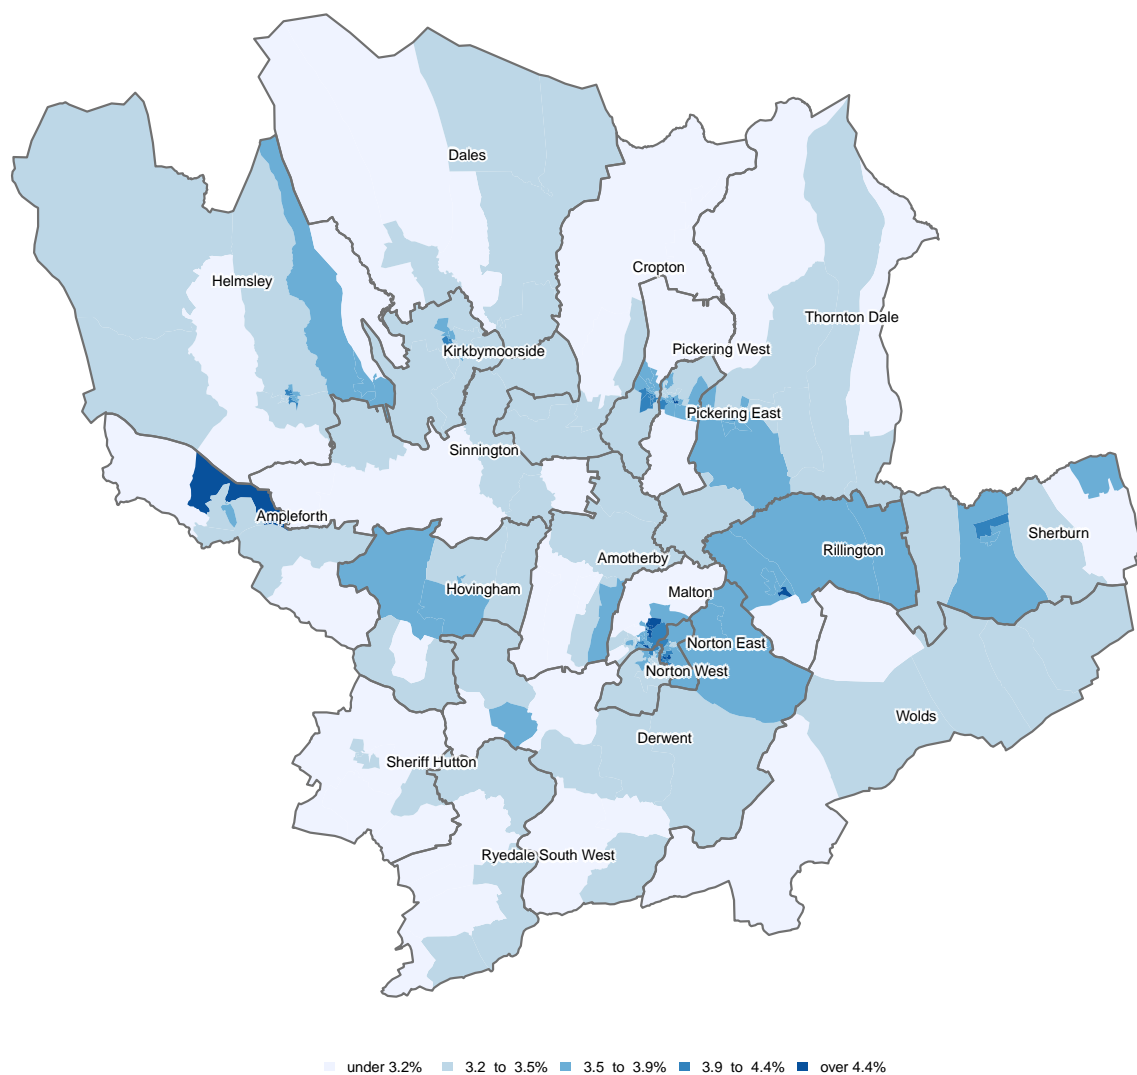 Dales
Cropton
Helmsley
Thornton Dale
Pickering West
Kirkbymoorside
Pickering East
Sinnington
Ampleforth
Sherburn
Rillington
Amotherby
Hovingham
Malton
Norton East
Norton West
Wolds
Derwent
Sheriff Hutton
Ryedale South West
under 3.2% 3.2 to 3.5% 3.5 to 3.9% 3.9 to 4.4% over 4.4%